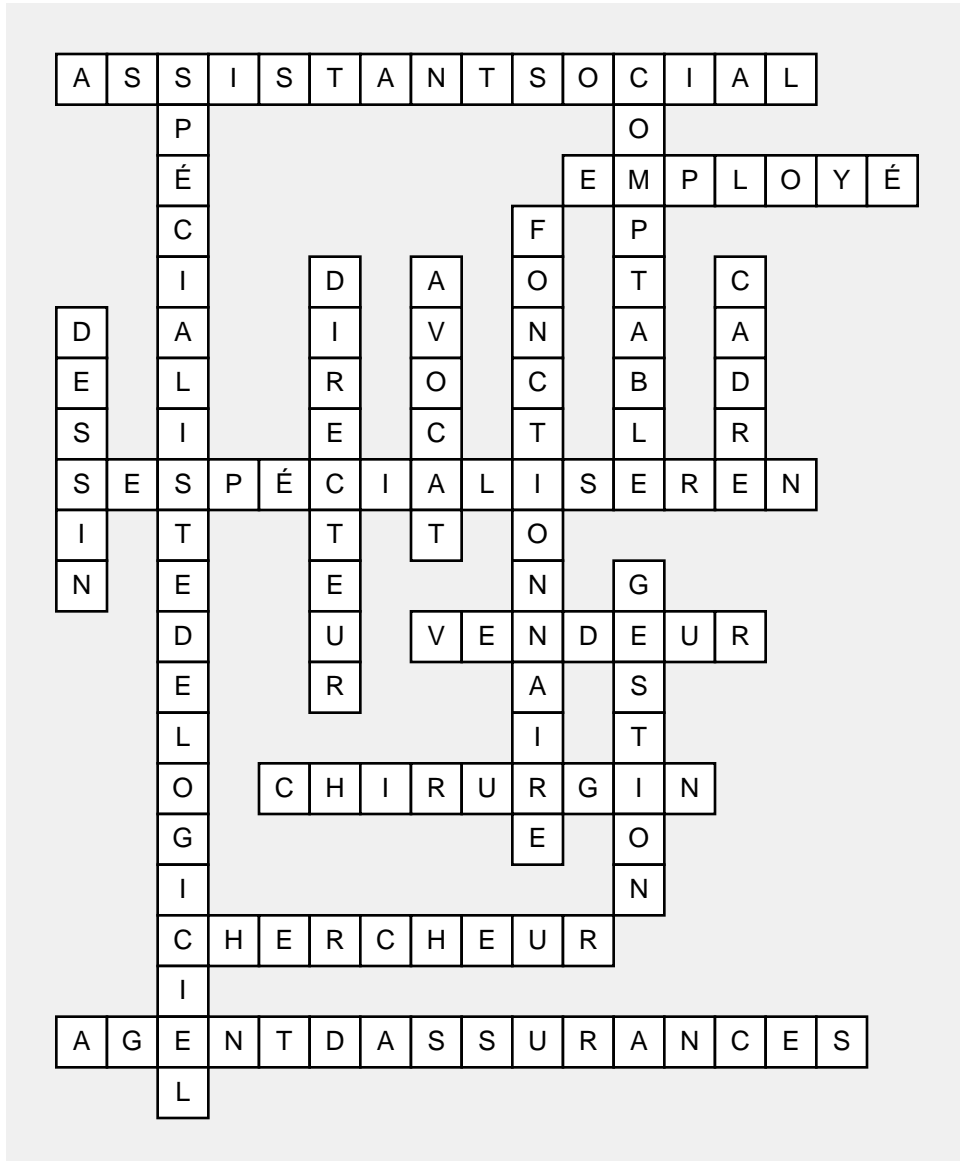 ASSISTANTSOCIAL
SPÉCIALISTEDELOGICIEL
COMPTABLE
EMPLOYÉ
FONCTIONNAIRE
DIRECTEUR
AVOCAT
CADRE
DESSIN
SESPÉCIALISEREN
GESTION
VENDEUR
CHIRURGIN
CHERCHEUR
AGENTDASSURANCES